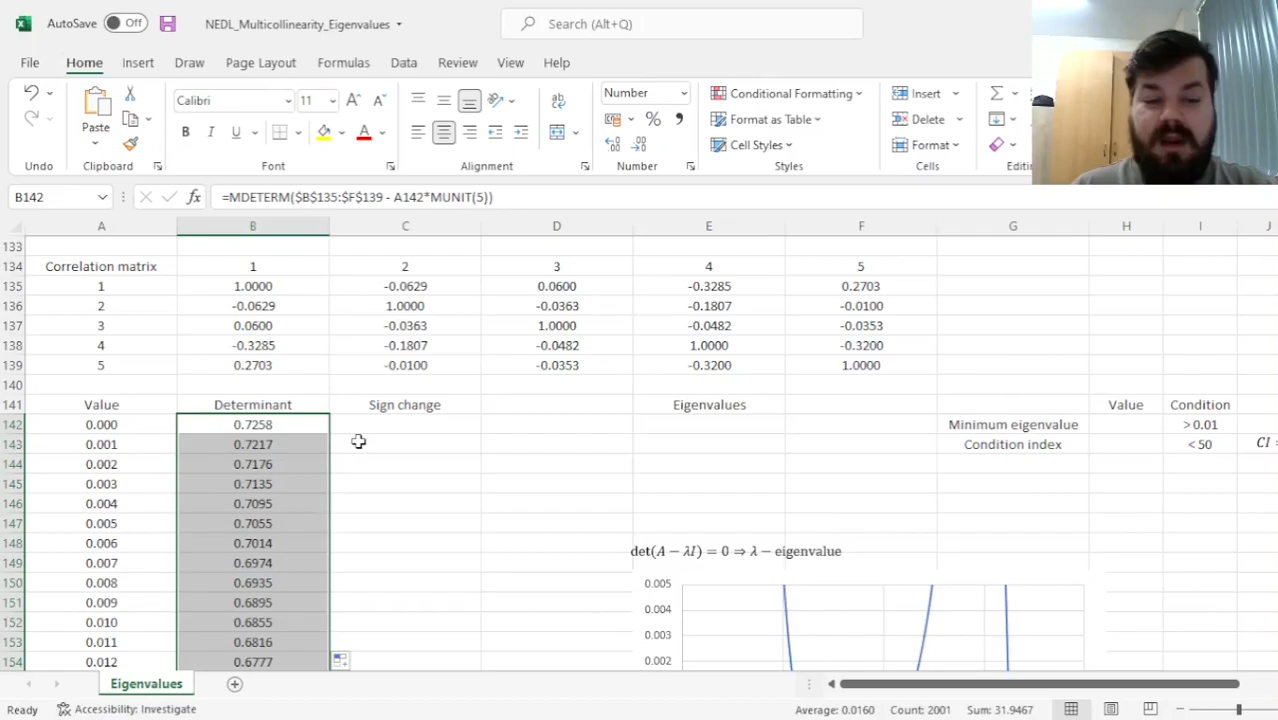 AutoSave Off NEDL_Multicollinearity_Eigenvalues Search (Alt+Q)
File Home Insert Draw Page Layout Formulas Data Review View Help
Calibri 11 Number Conditional Formatting Insert
Paste Format as Table Delete
B I U A Cell Styles Format
Undo Clipboard Font Alignment Number Styles Cells Editin
B142 fx =MDETERM($B$135:$F$139 - A142*MUNIT(5))
A B C D E F G H I J
133
134 Correlation matrix 1 2 3 4 5
135 1 1.0000 -0.0629 0.0600 -0.3285 0.2703
136 2 -0.0629 1.0000 -0.0363 -0.1807 -0.0100
137 3 0.0600 -0.0363 1.0000 -0.0482 -0.0353
138 4 -0.3285 -0.1807 -0.0482 1.0000 -0.3200
139 5 0.2703 -0.0100 -0.0353 -0.3200 1.0000
140
141 Value Determinant Sign change Eigenvalues Value Condition
142 0.000 0.7258 Minimum eigenvalue > 0.01
143 0.001 0.7217 Condition index < 50 CI =
144 0.002 0.7176
145 0.003 0.7135
146 0.004 0.7095
147 0.005 0.7055
148 0.006 0.7014 det(A − λI) = 0 ⇒ λ − eigenvalue
149 0.007 0.6974
150 0.008 0.6935 0.005
151 0.009 0.6895 0.004
152 0.010 0.6855
153 0.011 0.6816 0.003
154 0.012 0.6777 0.002
Eigenvalues
Ready Accessibility: Investigate Average: 0.0160 Count: 2001 Sum: 31.9467